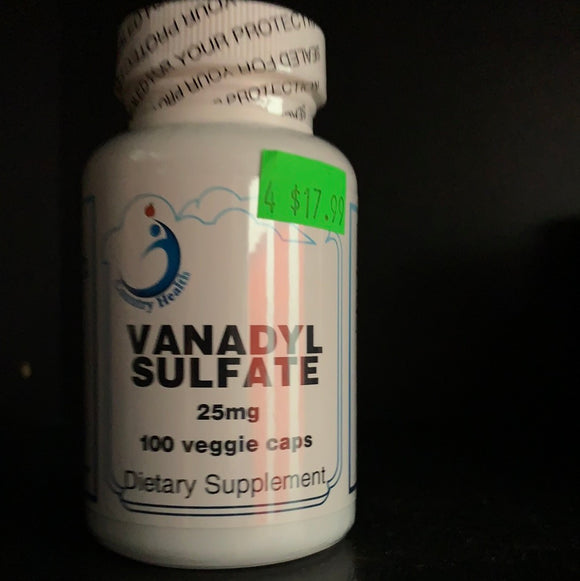 SEALED FOR YOUR PROTECTION
4 $17.99
Country Health
VANADYL
SULFATE
25mg
100 veggie caps
Dietary Supplement